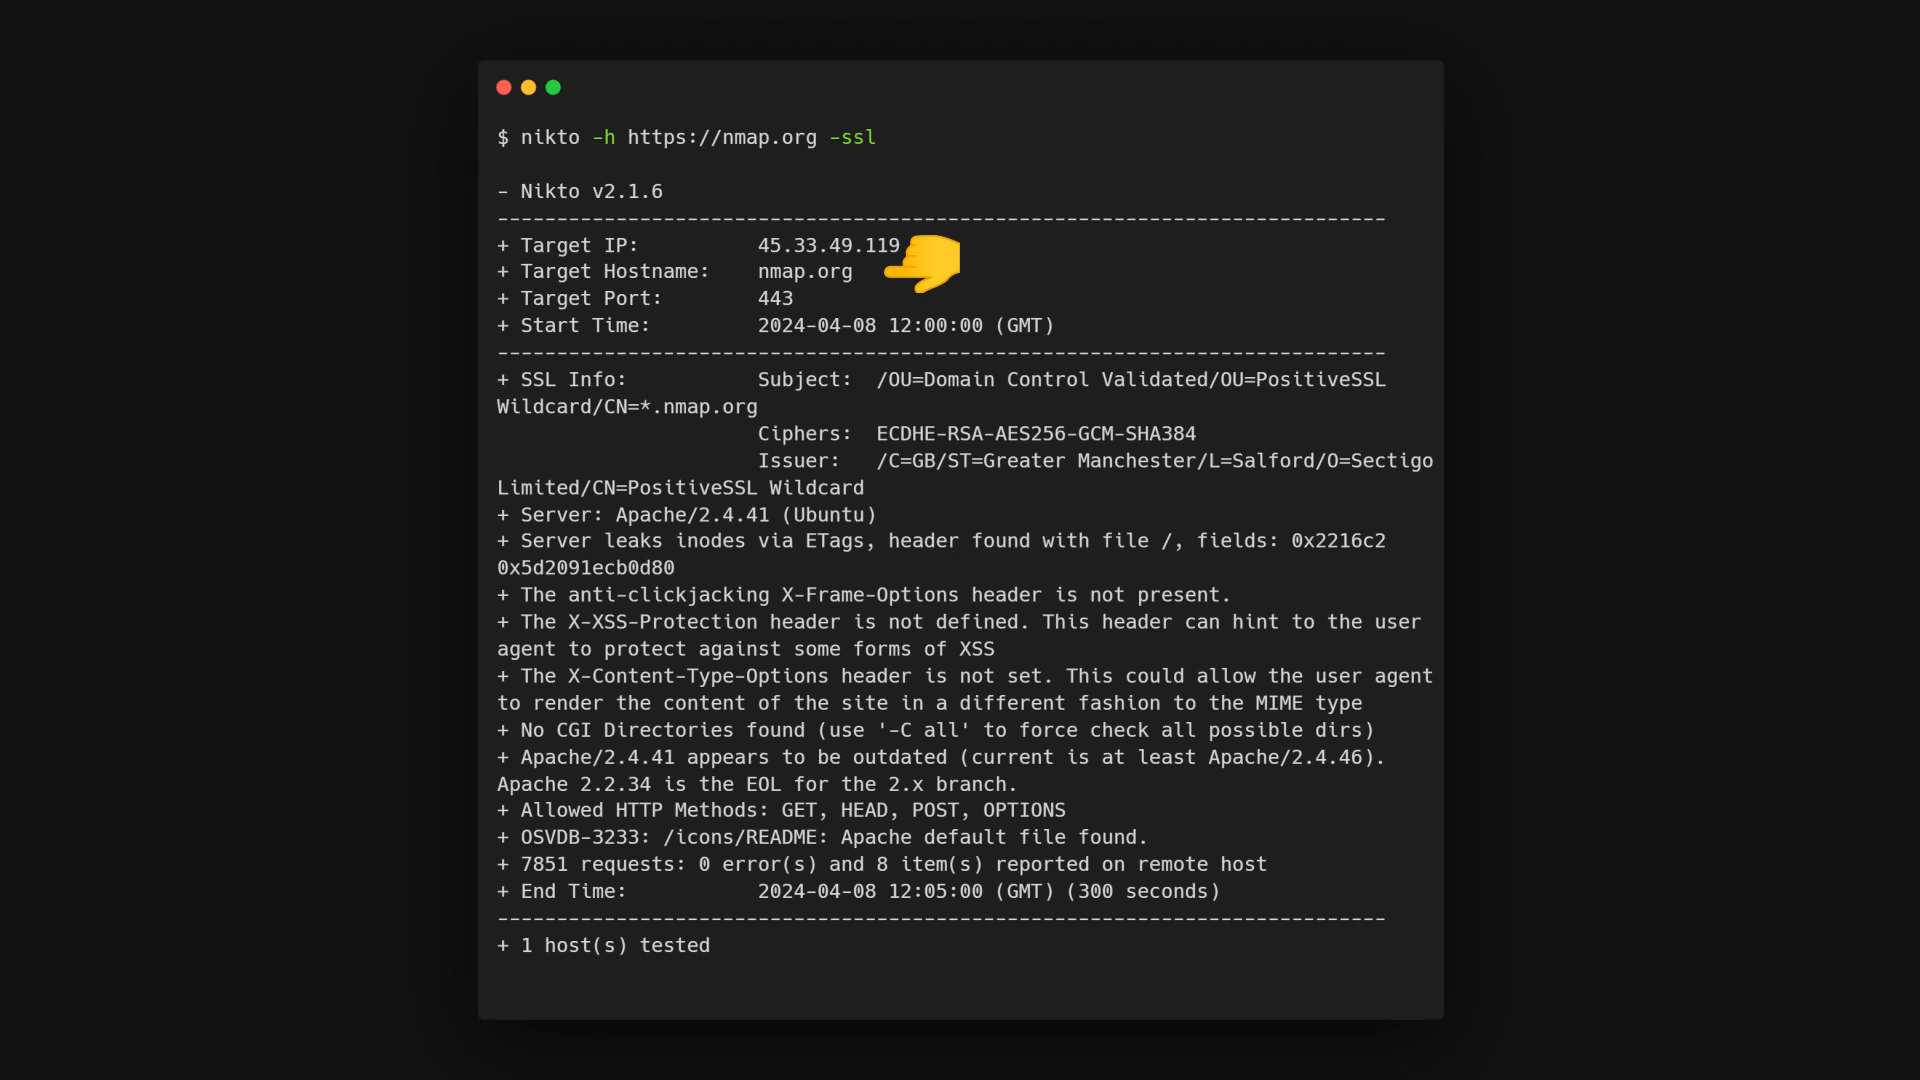 $ nikto -h https://nmap.org -ssl
- Nikto v2.1.6
---------------------------------------------------------------------------
+ Target IP:          45.33.49.119
+ Target Hostname:    nmap.org
+ Target Port:        443
+ Start Time:         2024-04-08 12:00:00 (GMT)
---------------------------------------------------------------------------
+ SSL Info:           Subject:  /OU=Domain Control Validated/OU=PositiveSSL
Wildcard/CN=*.nmap.org
                      Ciphers:  ECDHE-RSA-AES256-GCM-SHA384
                      Issuer:   /C=GB/ST=Greater Manchester/L=Salford/O=Sectigo
Limited/CN=PositiveSSL Wildcard
+ Server: Apache/2.4.41 (Ubuntu)
+ Server leaks inodes via ETags, header found with file /, fields: 0x2216c2
0x5d2091ecb0d80
+ The anti-clickjacking X-Frame-Options header is not present.
+ The X-XSS-Protection header is not defined. This header can hint to the user
agent to protect against some forms of XSS
+ The X-Content-Type-Options header is not set. This could allow the user agent
to render the content of the site in a different fashion to the MIME type
+ No CGI Directories found (use '-C all' to force check all possible dirs)
+ Apache/2.4.41 appears to be outdated (current is at least Apache/2.4.46).
Apache 2.2.34 is the EOL for the 2.x branch.
+ Allowed HTTP Methods: GET, HEAD, POST, OPTIONS
+ OSVDB-3233: /icons/README: Apache default file found.
+ 7851 requests: 0 error(s) and 8 item(s) reported on remote host
+ End Time:           2024-04-08 12:05:00 (GMT) (300 seconds)
---------------------------------------------------------------------------
+ 1 host(s) tested